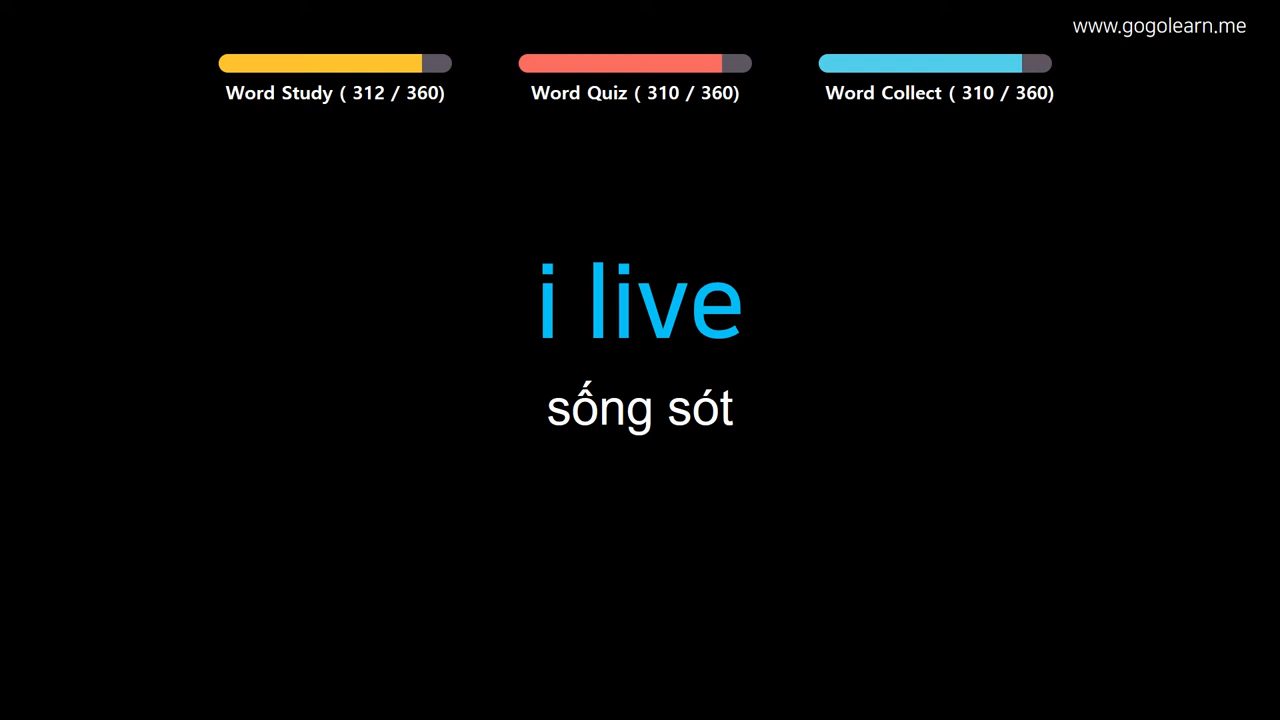 www.gogolearn.me
Word Study ( 312 / 360)
Word Quiz ( 310 / 360)
Word Collect ( 310 / 360)
i live
sống sót